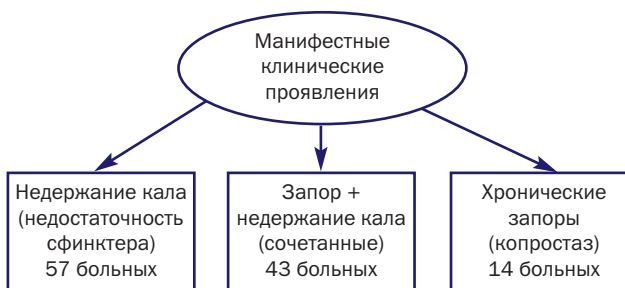 Манифестные
клинические
проявления
Недержание кала
(недостаточность
сфинктера)
57 больных
Запор +
недержание кала
(сочетанные)
43 больных
Хронические
запоры
(копростаз)
14 больных